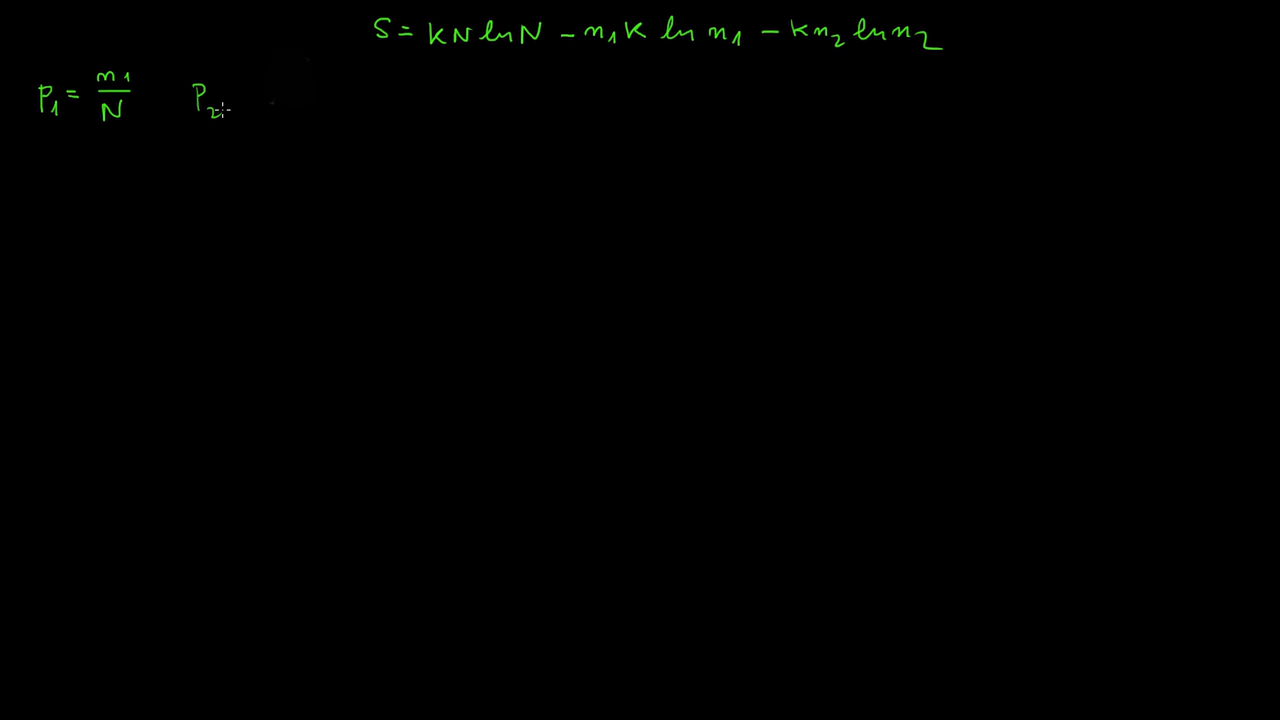 S = kN ln N - n₁k ln n₁ - kn₂ ln n₂
P₁ = n₁/N P₂